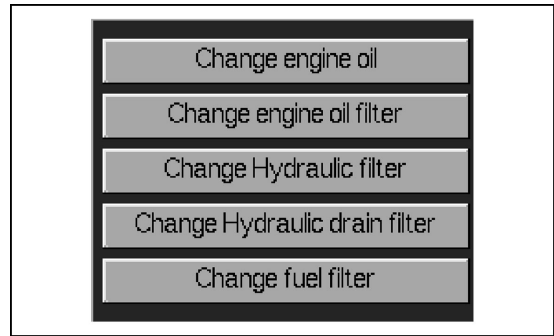 Change engine oil
Change engine oil filter
Change Hydraulic filter
Change Hydraulic drain filter
Change fuel filter